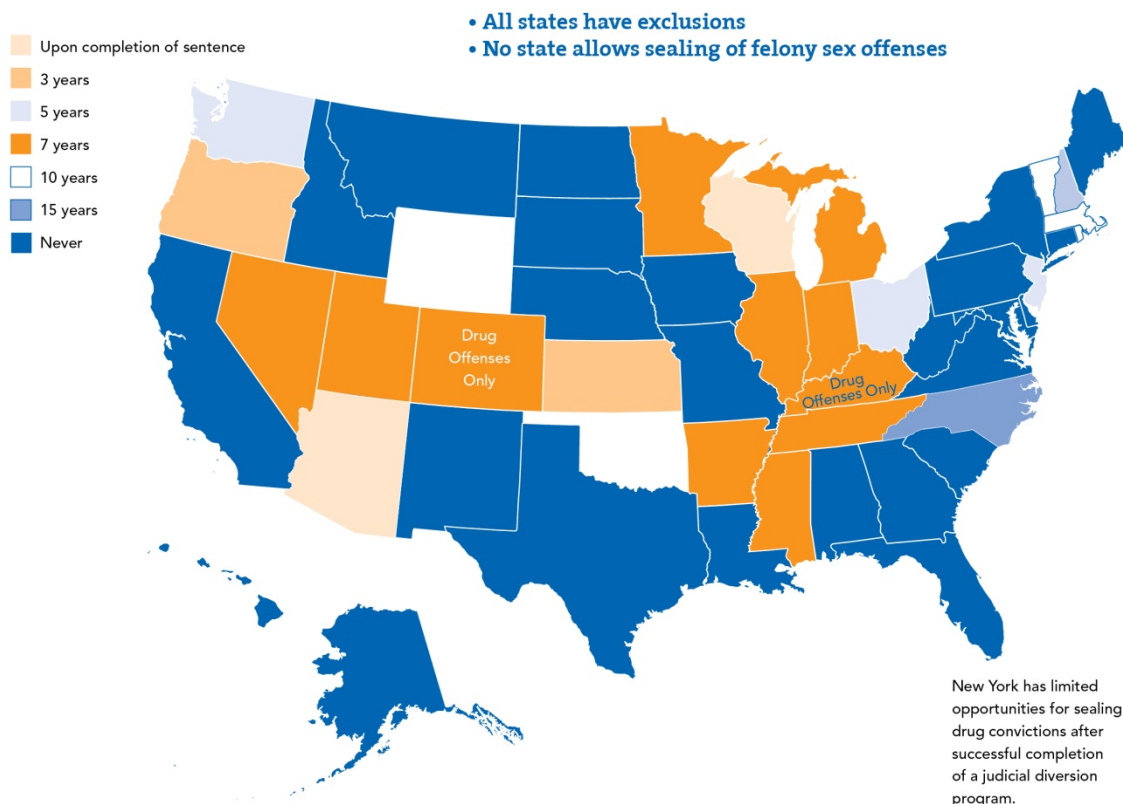 • All states have exclusions
• No state allows sealing of felony sex offenses
Upon completion of sentence
3 years
5 years
7 years
10 years
15 years
Never
Drug
Offenses
Only
Drug
Offenses Only
New York has limited
opportunities for sealing
drug convictions after
successful completion
of a judicial diversion
program.